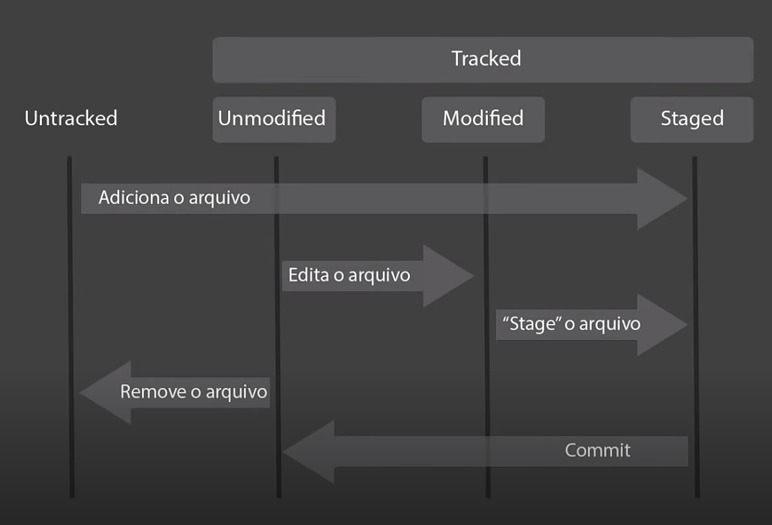 Tracked
Untracked
Unmodified
Modified
Staged
Adiciona o arquivo
Edita o arquivo
“Stage” o arquivo
Remove o arquivo
Commit